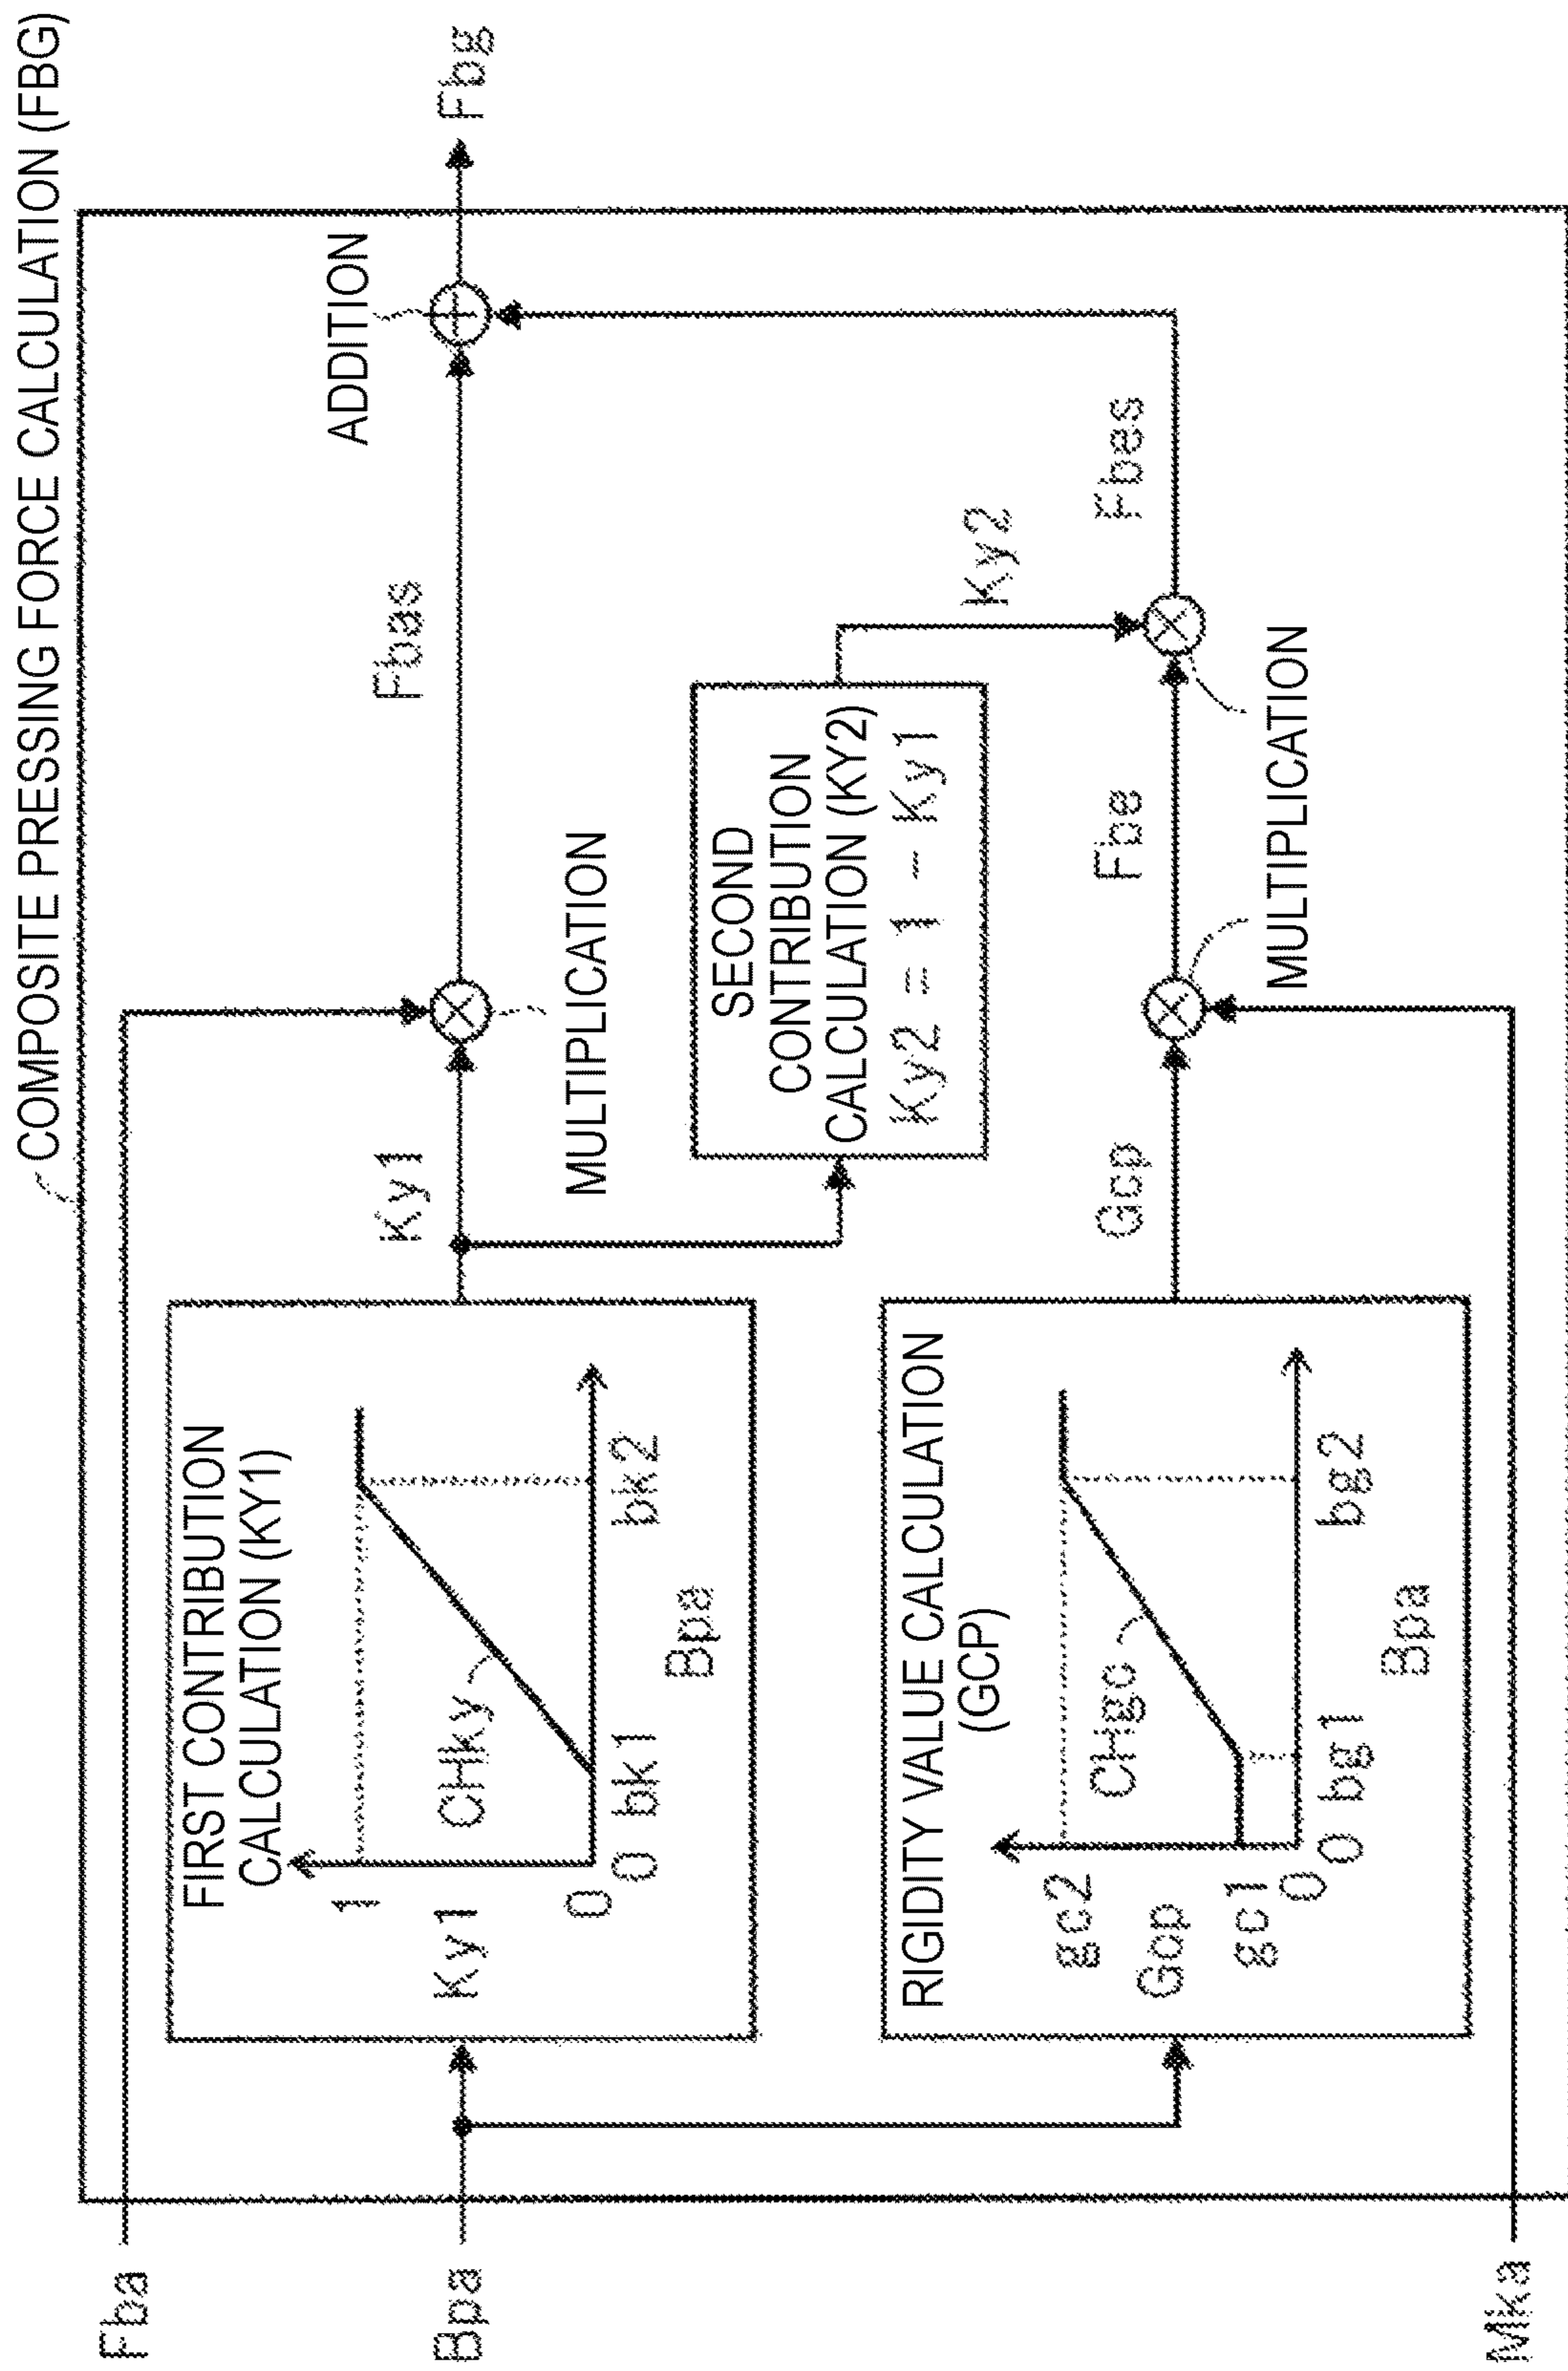 COMPOSITE PRESSING FORCE CALCULATION (FBG)
Fba
Bpa
Mka
FIRST CONTRIBUTION
CALCULATION (KY1)
1
Ky1
0
CHky
0 bk1
bk2
Bpa
Ky1
MULTIPLICATION
Fbas
ADDITION
Fbg
SECOND
CONTRIBUTION
CALCULATION (KY2)
Ky2 = 1 - Ky1
Ky2
RIGIDITY VALUE CALCULATION
(GCP)
gc2
Gcp
gc1
0
CHgc
0 bg1
bg2
Bpa
Gcp
Fbe
MULTIPLICATION
Fbes